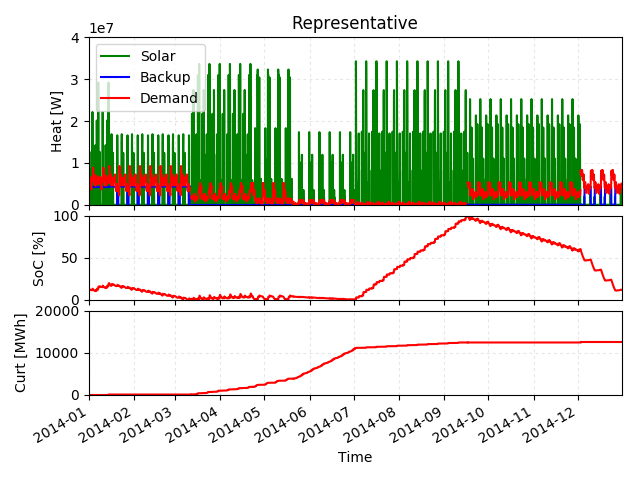 Representative
1e7
4
3
2
1
0
Heat [W]
Solar
Backup
Demand
100
50
0
SoC [%]
20000
10000
0
Curt [MWh]
2014-01
2014-02
2014-03
2014-04
2014-05
2014-06
2014-07
2014-08
2014-09
2014-10
2014-11
2014-12
Time